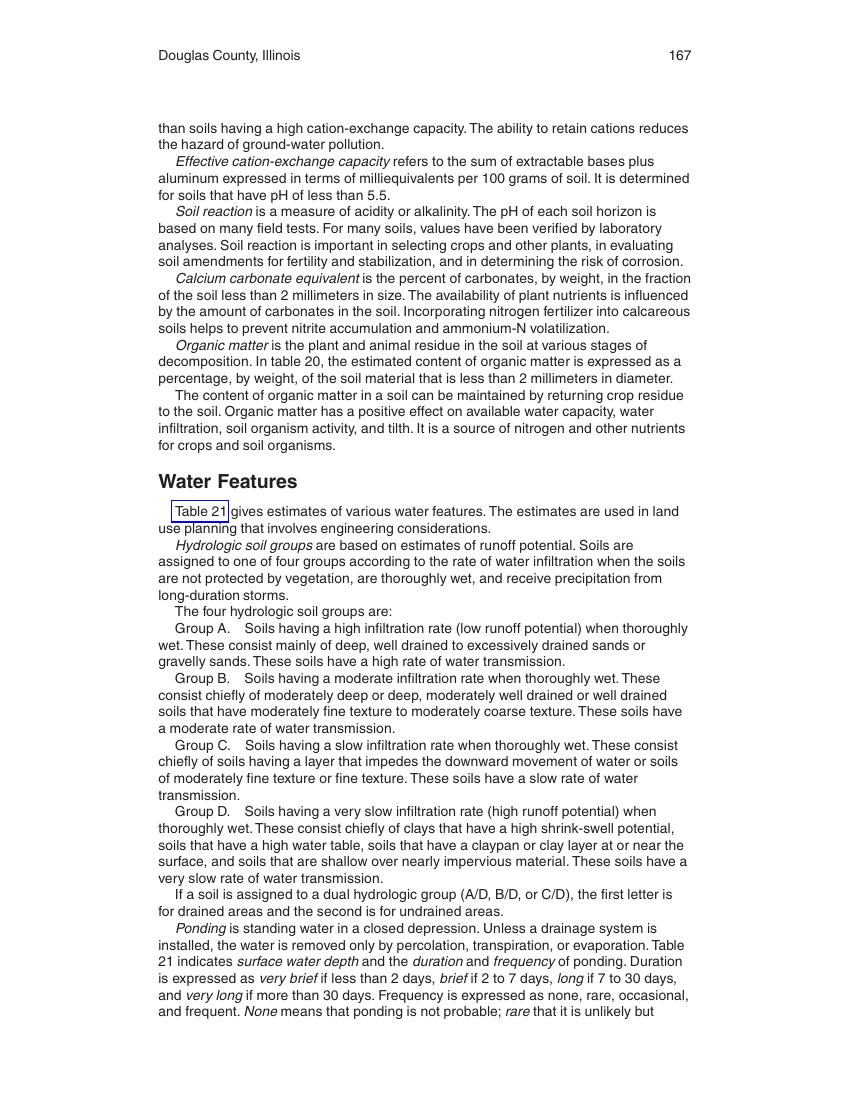 Douglas County, Illinois 167
than soils having a high cation-exchange capacity. The ability to retain cations reduces
the hazard of ground-water pollution.
Effective cation-exchange capacity refers to the sum of extractable bases plus
aluminum expressed in terms of milliequivalents per 100 grams of soil. It is determined
for soils that have pH of less than 5.5.
Soil reaction is a measure of acidity or alkalinity. The pH of each soil horizon is
based on many field tests. For many soils, values have been verified by laboratory
analyses. Soil reaction is important in selecting crops and other plants, in evaluating
soil amendments for fertility and stabilization, and in determining the risk of corrosion.
Calcium carbonate equivalent is the percent of carbonates, by weight, in the fraction
of the soil less than 2 millimeters in size. The availability of plant nutrients is influenced
by the amount of carbonates in the soil. Incorporating nitrogen fertilizer into calcareous
soils helps to prevent nitrite accumulation and ammonium-N volatilization.
Organic matter is the plant and animal residue in the soil at various stages of
decomposition. In table 20, the estimated content of organic matter is expressed as a
percentage, by weight, of the soil material that is less than 2 millimeters in diameter.
The content of organic matter in a soil can be maintained by returning crop residue
to the soil. Organic matter has a positive effect on available water capacity, water
infiltration, soil organism activity, and tilth. It is a source of nitrogen and other nutrients
for crops and soil organisms.
Water Features
Table 21 gives estimates of various water features. The estimates are used in land
use planning that involves engineering considerations.
Hydrologic soil groups are based on estimates of runoff potential. Soils are
assigned to one of four groups according to the rate of water infiltration when the soils
are not protected by vegetation, are thoroughly wet, and receive precipitation from
long-duration storms.
The four hydrologic soil groups are:
Group A. Soils having a high infiltration rate (low runoff potential) when thoroughly
wet. These consist mainly of deep, well drained to excessively drained sands or
gravelly sands. These soils have a high rate of water transmission.
Group B. Soils having a moderate infiltration rate when thoroughly wet. These
consist chiefly of moderately deep or deep, moderately well drained or well drained
soils that have moderately fine texture to moderately coarse texture. These soils have
a moderate rate of water transmission.
Group C. Soils having a slow infiltration rate when thoroughly wet. These consist
chiefly of soils having a layer that impedes the downward movement of water or soils
of moderately fine texture or fine texture. These soils have a slow rate of water
transmission.
Group D. Soils having a very slow infiltration rate (high runoff potential) when
thoroughly wet. These consist chiefly of clays that have a high shrink-swell potential,
soils that have a high water table, soils that have a claypan or clay layer at or near the
surface, and soils that are shallow over nearly impervious material. These soils have a
very slow rate of water transmission.
If a soil is assigned to a dual hydrologic group (A/D, B/D, or C/D), the first letter is
for drained areas and the second is for undrained areas.
Ponding is standing water in a closed depression. Unless a drainage system is
installed, the water is removed only by percolation, transpiration, or evaporation. Table
21 indicates surface water depth and the duration and frequency of ponding. Duration
is expressed as very brief if less than 2 days, brief if 2 to 7 days, long if 7 to 30 days,
and very long if more than 30 days. Frequency is expressed as none, rare, occasional,
and frequent. None means that ponding is not probable; rare that it is unlikely but